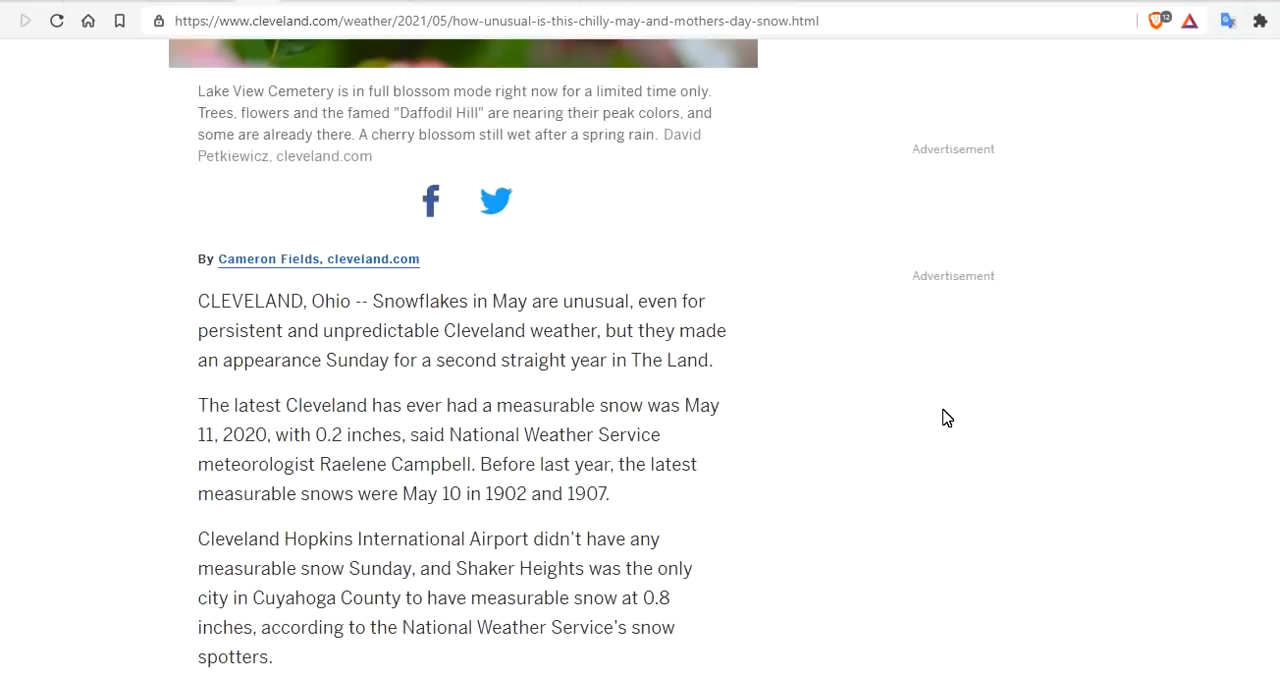 https://www.cleveland.com/weather/2021/05/how-unusual-is-this-chilly-may-and-mothers-day-snow.html
12
Lake View Cemetery is in full blossom mode right now for a limited time only.
Trees, flowers and the famed "Daffodil Hill" are nearing their peak colors, and
some are already there. A cherry blossom still wet after a spring rain. David
Petkiewicz, cleveland.com
Advertisement
By Cameron Fields, cleveland.com
Advertisement
CLEVELAND, Ohio -- Snowflakes in May are unusual, even for
persistent and unpredictable Cleveland weather, but they made
an appearance Sunday for a second straight year in The Land.
The latest Cleveland has ever had a measurable snow was May
11, 2020, with 0.2 inches, said National Weather Service
meteorologist Raelene Campbell. Before last year, the latest
measurable snows were May 10 in 1902 and 1907.
Cleveland Hopkins International Airport didn’t have any
measurable snow Sunday, and Shaker Heights was the only
city in Cuyahoga County to have measurable snow at 0.8
inches, according to the National Weather Service’s snow
spotters.